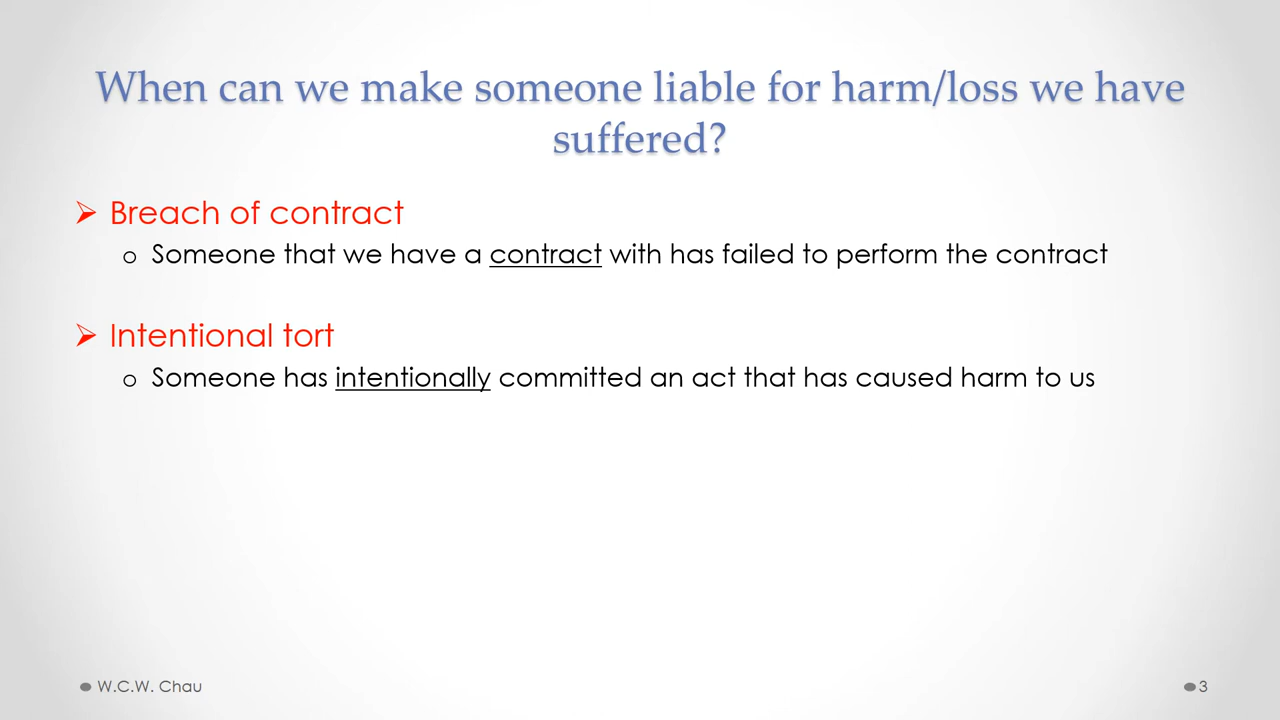 When can we make someone liable for harm/loss we have
suffered?
Breach of contract
Someone that we have a contract with has failed to perform the contract
Intentional tort
Someone has intentionally committed an act that has caused harm to us
W.C.W. Chau
3